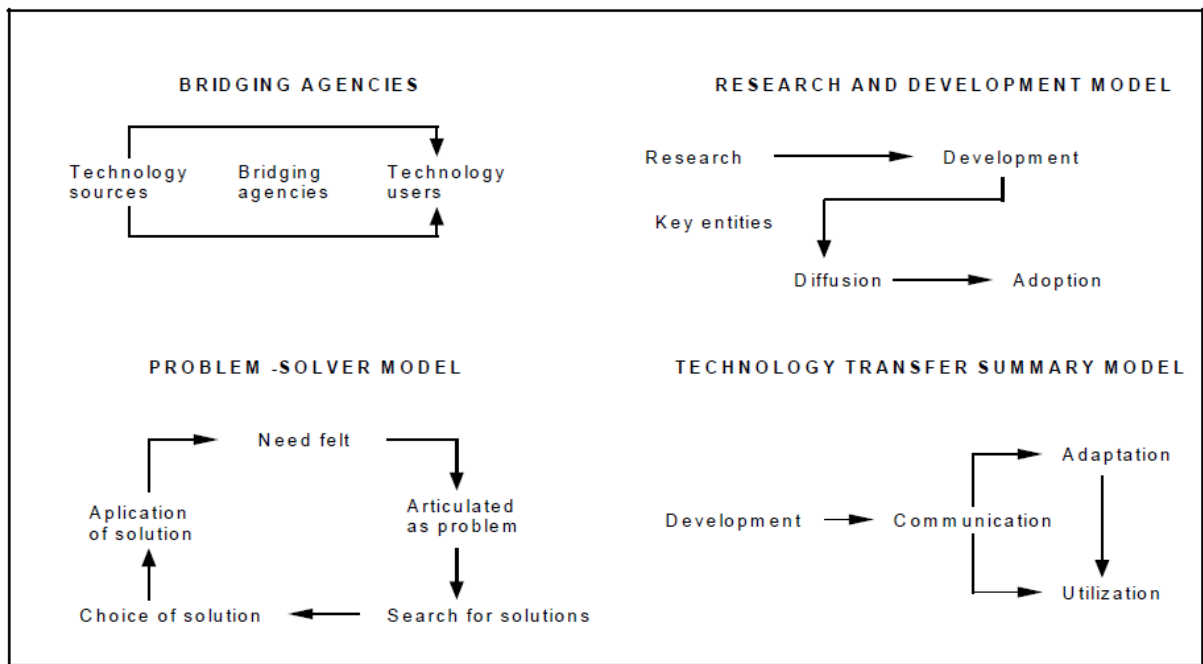 BRIDGING AGENCIES
Technology
sources
Bridging
agencies
Technology
users
RESEARCH AND DEVELOPMENT MODEL
Research
Development
Key entities
Diffusion
Adoption
PROBLEM -SOLVER MODEL
Need felt
Articulated
as problem
Search for solutions
Choice of solution
Aplication
of solution
TECHNOLOGY TRANSFER SUMMARY MODEL
Development
Communication
Adaptation
Utilization